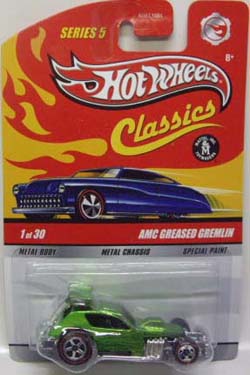 SERIES 5
8+
Hot Wheels
Classics
1 of 30
AMC GREASED GREMLIN
METAL BODY
METAL CHASSIS
SPECIAL PAINT